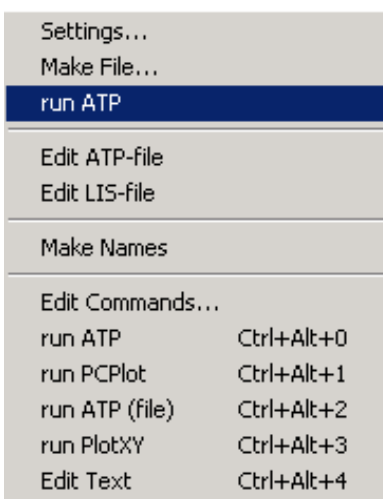 Settings...
Make File...
run ATP
Edit ATP-file
Edit LIS-file
Make Names
Edit Commands...
run ATP Ctrl+Alt+0
run PCPlot Ctrl+Alt+1
run ATP (file) Ctrl+Alt+2
run PlotXY Ctrl+Alt+3
Edit Text Ctrl+Alt+4